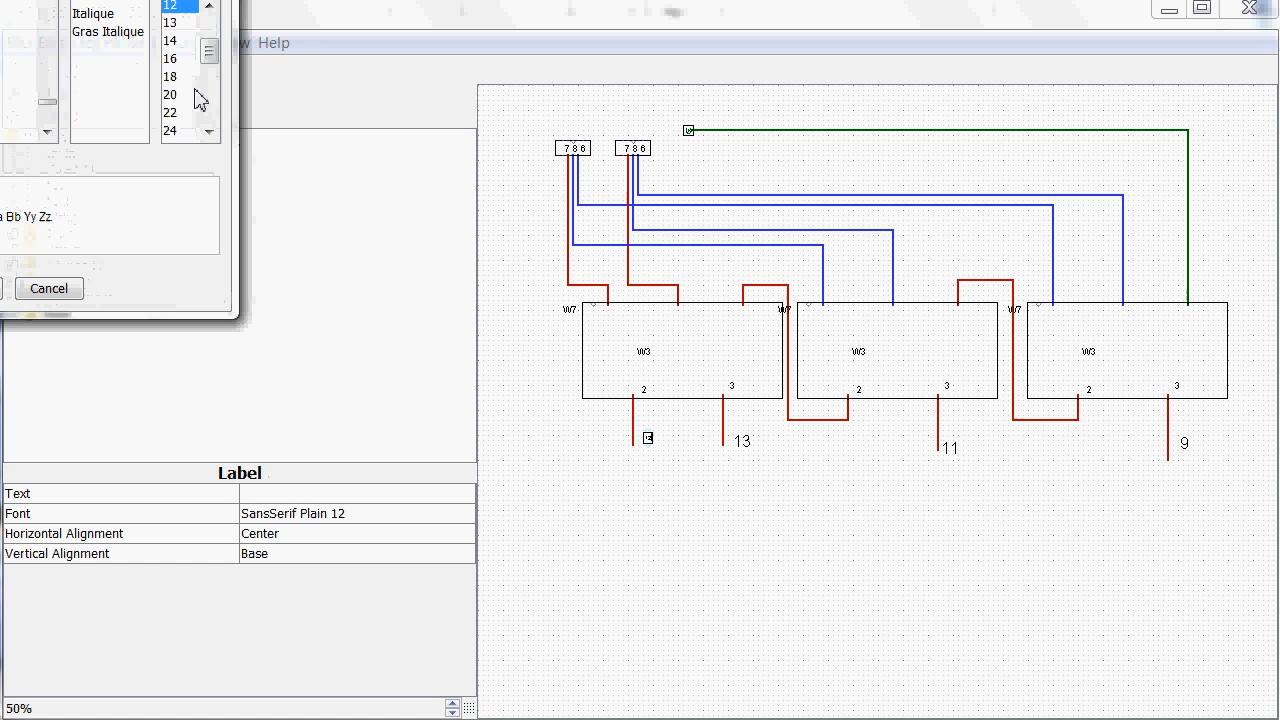 12
Italique
13
Gras Italique
14
16
18
20
22
24
w Help
a Bb Yy Zz
Cancel
7 8 6
7 8 6
W7
W7
W7
W3
W3
W3
2
3
2
3
2
3
13
11
9
Label
Text
Font SansSerif Plain 12
Horizontal Alignment Center
Vertical Alignment Base
50%